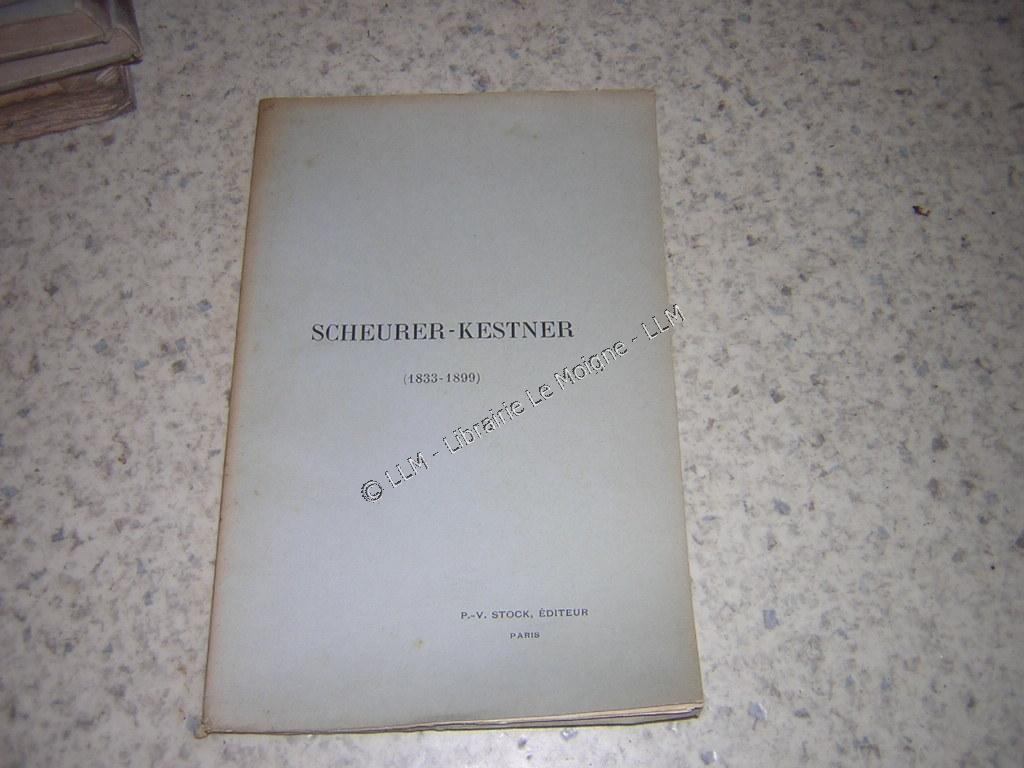 SCHEURER-KESTNER
(1833-1899)
© LLM - Librairie Le Moigne - LLM
P.-V. STOCK, ÉDITEUR
PARIS